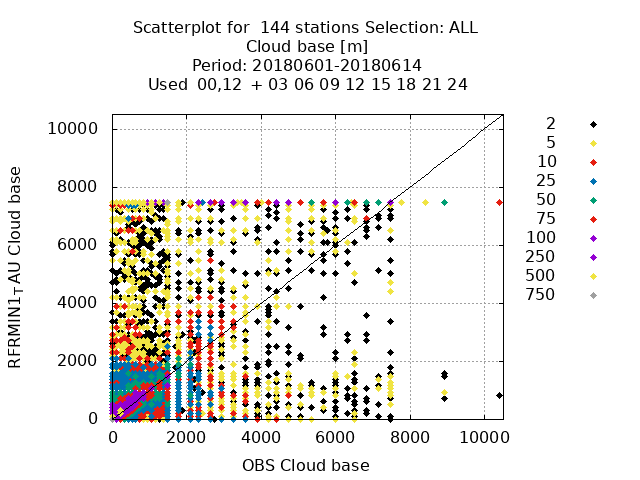 Scatterplot for  144 stations Selection: ALL
Cloud base [m]
Period: 20180601-20180614
Used  00,12  + 03 06 09 12 15 18 21 24
RFRMIN1T AU Cloud base
10000
8000
6000
4000
2000
0
0 2000 4000 6000 8000 10000
OBS Cloud base
2
5
10
25
50
75
100
250
500
750